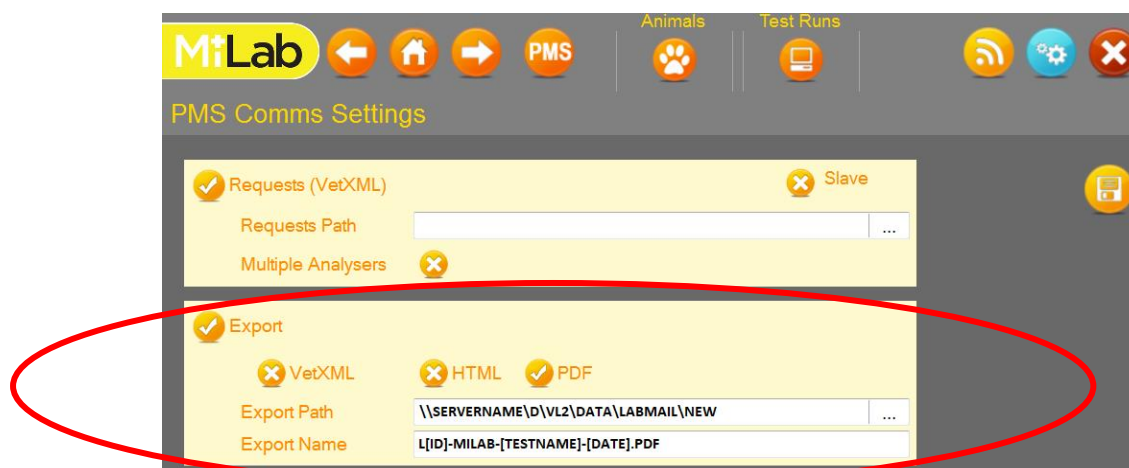 Animals Test Runs
MiLab PMS
PMS Comms Settings
Requests (VetXML) Slave
Requests Path ...
Multiple Analysers
Export
VetXML HTML PDF
Export Path \\SERVERNAME\D\VL2\DATA\LABMAIL\NEW ...
Export Name L[ID]-MILAB-[TESTNAME]-[DATE].PDF